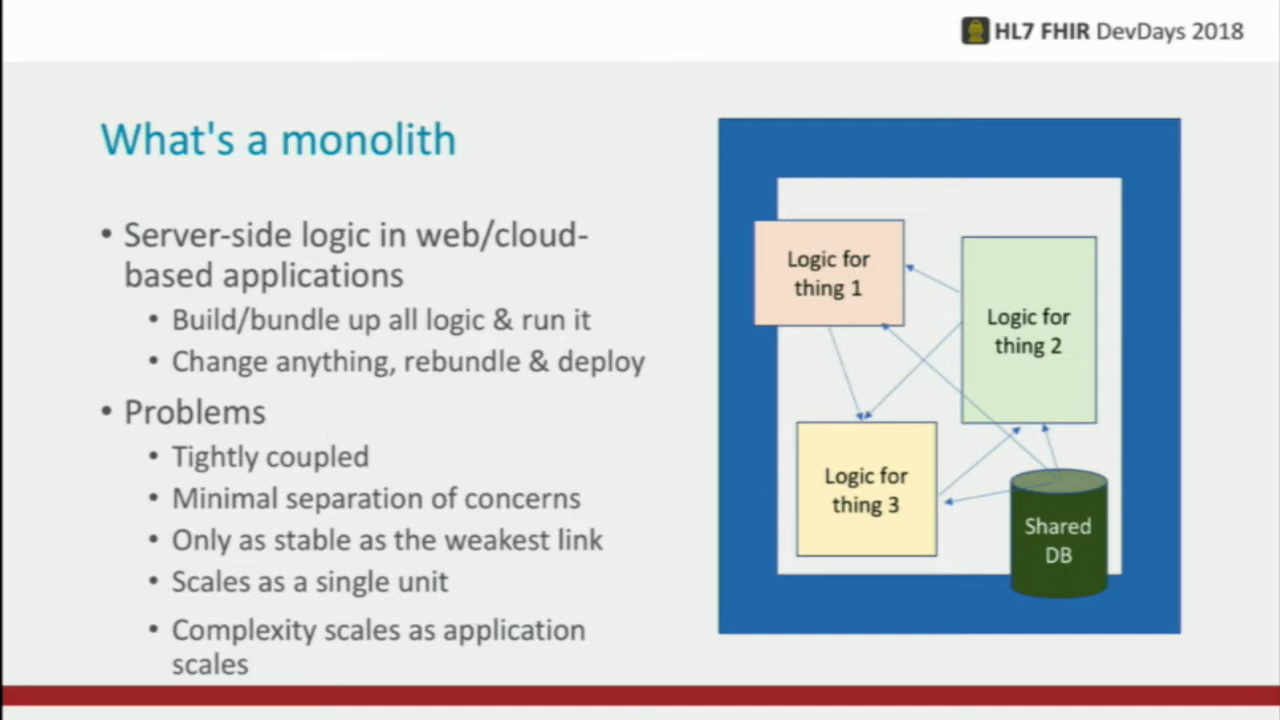 HL7 FHIR DevDays 2018
What's a monolith
• Server-side logic in web/cloud-
based applications
• Build/bundle up all logic & run it
• Change anything, rebundle & deploy
• Problems
• Tightly coupled
• Minimal separation of concerns
• Only as stable as the weakest link
• Scales as a single unit
• Complexity scales as application
scales
Logic for
thing 1
Logic for
thing 2
Logic for
thing 3
Shared
DB